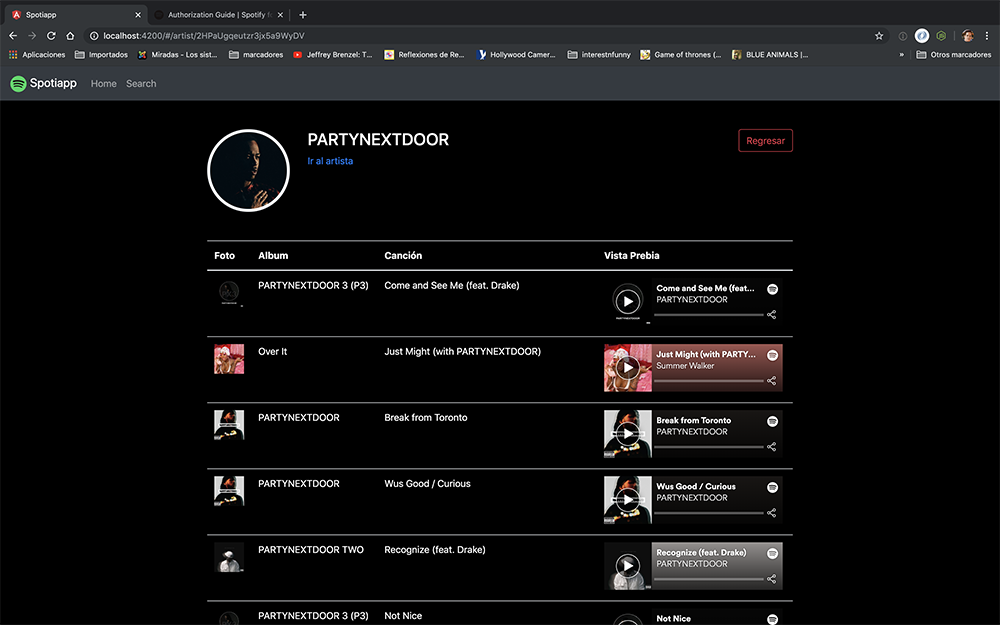 Spotiapp
Authorization Guide | Spotify f
localhost:4200/#/artist/2HPaUgqeutzr3jx5a9WyDV
Aplicaciones
Importados
Miradas - Los sist...
marcadores
Jeffrey Brenzel: T...
Reflexiones de Re...
Hollywood Camer...
interestnfunny
Game of thrones (...
BLUE ANIMALS |...
»
Otros marcadores
Spotiapp
Home
Search
PARTYNEXTDOOR
Ir al artista
Regresar
Foto Album Canción Vista Prebia
PARTYNEXTDOOR 3 (P3) Come and See Me (feat. Drake)
Come and See Me (feat...
PARTYNEXTDOOR
Over It Just Might (with PARTYNEXTDOOR)
Just Might (with PARTY...
Summer Walker
PARTYNEXTDOOR Break from Toronto
Break from Toronto
PARTYNEXTDOOR
PARTYNEXTDOOR Wus Good / Curious
Wus Good / Curious
PARTYNEXTDOOR
PARTYNEXTDOOR TWO Recognize (feat. Drake)
Recognize (feat. Drake)
PARTYNEXTDOOR
PARTYNEXTDOOR 3 (P3) Not Nice
Not Nice